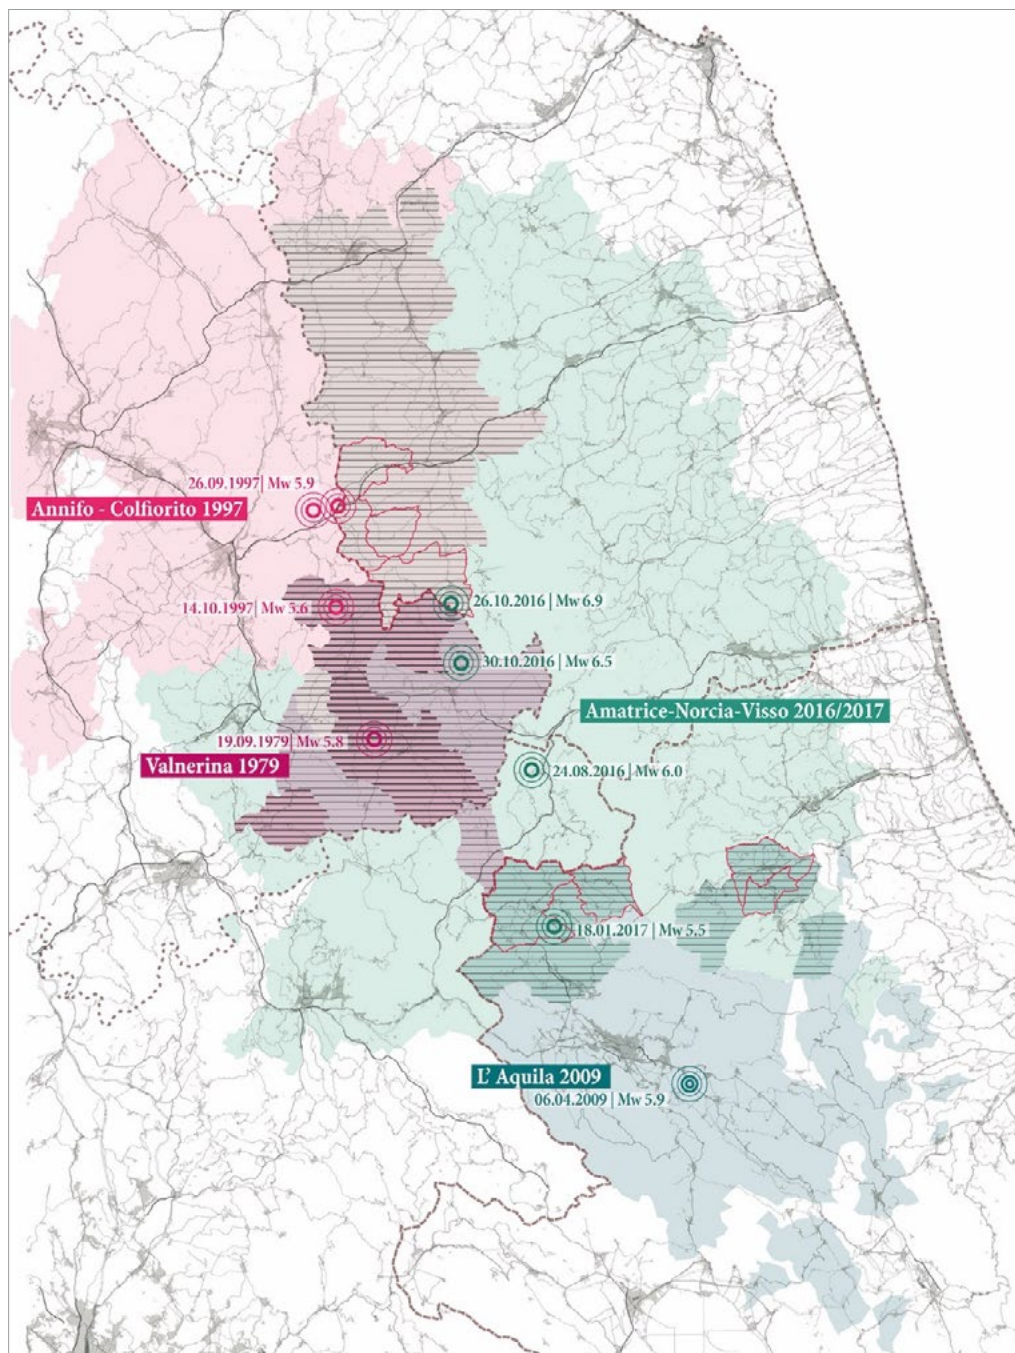 26.09.1997| Mw 5.9
Annifo - Colfiorito 1997
14.10.1997| Mw 5.6
26.10.2016 | Mw 6.9
30.10.2016 | Mw 6.5
Amatrice-Norcia-Visso 2016/2017
19.09.1979| Mw 5.8
Valnerina 1979
24.08.2016 | Mw 6.0
18.01.2017 | Mw 5.5
L' Aquila 2009
06.04.2009 | Mw 5.9